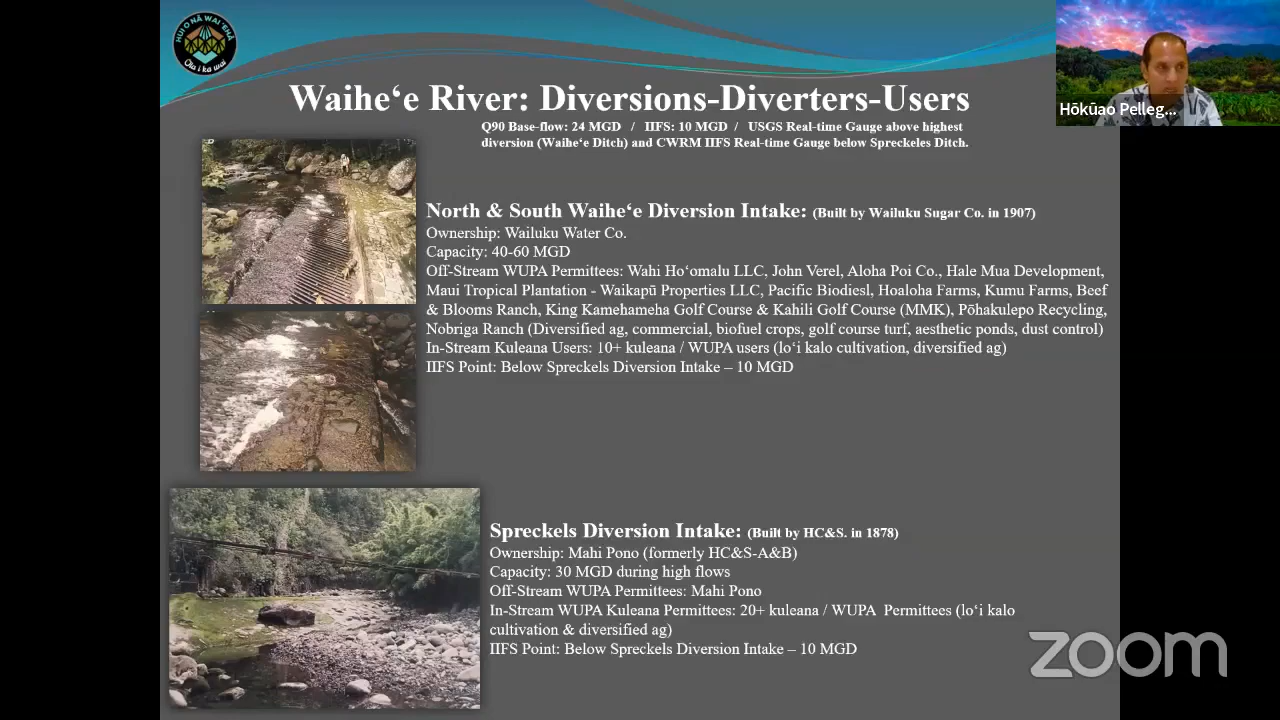 HUI O NĀ WAI ʻEHĀ
Ola i ka wai
Waiheʻe River: Diversions-Diverters-Users
Q90 Base-flow: 24 MGD / IIFS: 10 MGD / USGS Real-time Gauge above highest
diversion (Waiheʻe Ditch) and CWRM IIFS Real-time Gauge below Spreckeles Ditch.
Hōkūao Pelleg...
North & South Waiheʻe Diversion Intake: (Built by Wailuku Sugar Co. in 1907)
Ownership: Wailuku Water Co.
Capacity: 40-60 MGD
Off-Stream WUPA Permittees: Wahi Hoʻomalu LLC, John Verel, Aloha Poi Co., Hale Mua Development,
Maui Tropical Plantation - Waikapū Properties LLC, Pacific Biodiesl, Hoaloha Farms, Kumu Farms, Beef
& Blooms Ranch, King Kamehameha Golf Course & Kahili Golf Course (MMK), Pōhakulepo Recycling,
Nobriga Ranch (Diversified ag, commercial, biofuel crops, golf course turf, aesthetic ponds, dust control)
In-Stream Kuleana Users: 10+ kuleana / WUPA users (loʻi kalo cultivation, diversified ag)
IIFS Point: Below Spreckels Diversion Intake – 10 MGD
Spreckels Diversion Intake: (Built by HC&S. in 1878)
Ownership: Mahi Pono (formerly HC&S-A&B)
Capacity: 30 MGD during high flows
Off-Stream WUPA Permittees: Mahi Pono
In-Stream WUPA Kuleana Permittees: 20+ kuleana / WUPA Permittees (loʻi kalo
cultivation & diversified ag)
IIFS Point: Below Spreckels Diversion Intake – 10 MGD
zoom